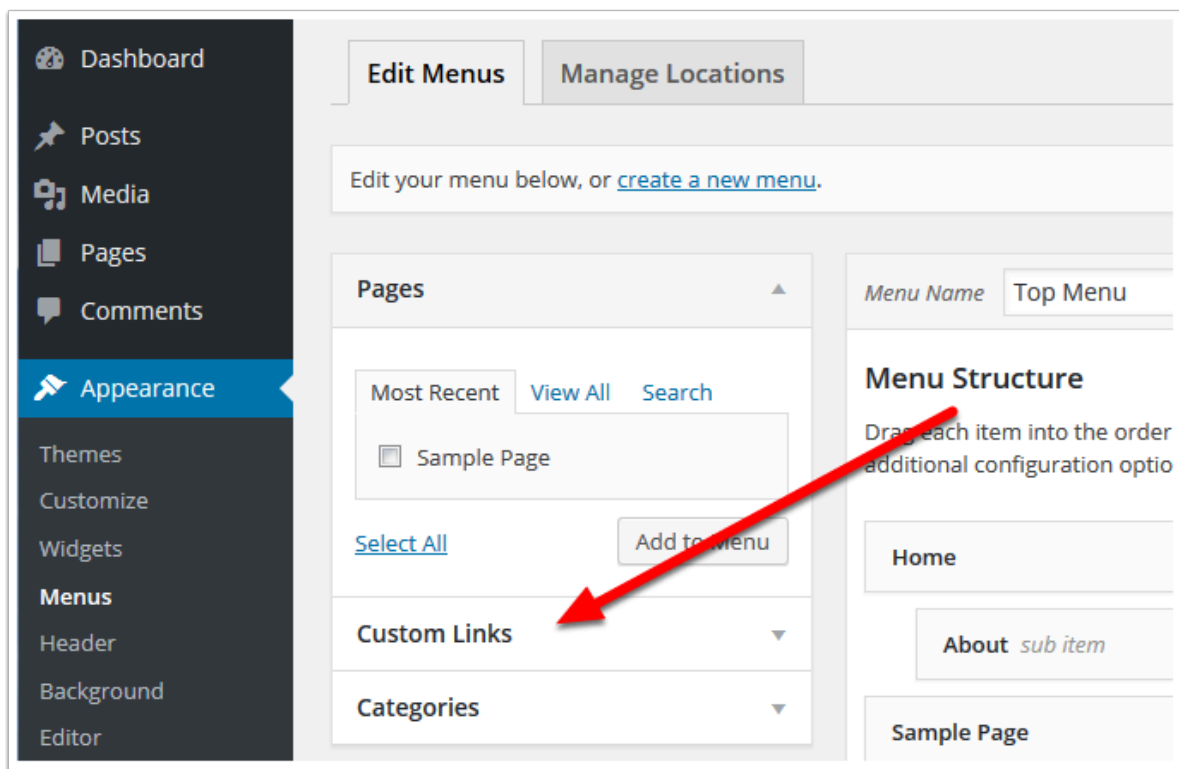 Dashboard
Posts
Media
Pages
Comments
Appearance
Themes
Customize
Widgets
Menus
Header
Background
Editor
Edit Menus
Manage Locations
Edit your menu below, or create a new menu.
Pages
Most Recent
View All
Search
Sample Page
Select All
Add to Menu
Custom Links
Categories
Menu Name
Top Menu
Menu Structure
Drag each item into the order
additional configuration optio
Home
About sub item
Sample Page